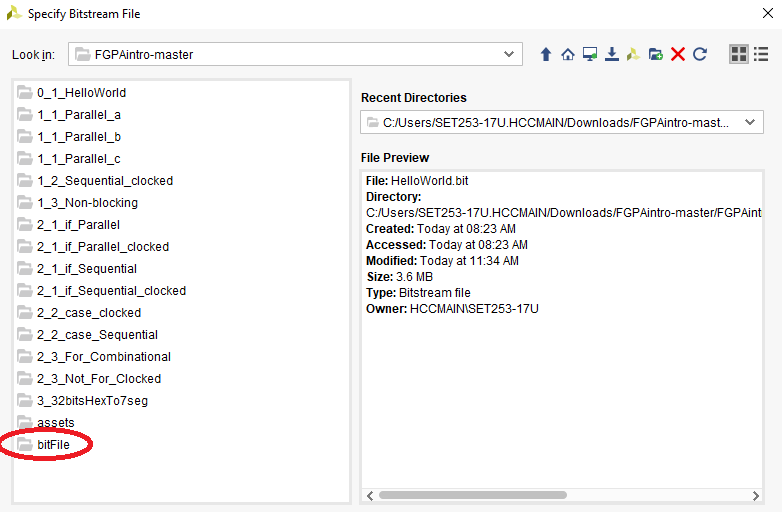 Specify Bitstream File
Look in: FGPAintro-master
0_1_HelloWorld
1_1_Parallel_a
1_1_Parallel_b
1_1_Parallel_c
1_2_Sequential_clocked
1_3_Non-blocking
2_1_if_Parallel
2_1_if_Parallel_clocked
2_1_if_Sequential
2_1_if_Sequential_clocked
2_2_case_clocked
2_2_case_Sequential
2_3_For_Combinational
2_3_Not_For_Clocked
3_32bitsHexTo7seg
assets
bitFile
Recent Directories
C:/Users/SET253-17U.HCCMAIN/Downloads/FGPAintro-mast...
File Preview
File: HelloWorld.bit
Directory:
C:/Users/SET253-17U.HCCMAIN/Downloads/FGPAintro-master/FGPAint
Created: Today at 08:23 AM
Accessed: Today at 08:23 AM
Modified: Today at 11:34 AM
Size: 3.6 MB
Type: Bitstream file
Owner: HCCMAIN\SET253-17U